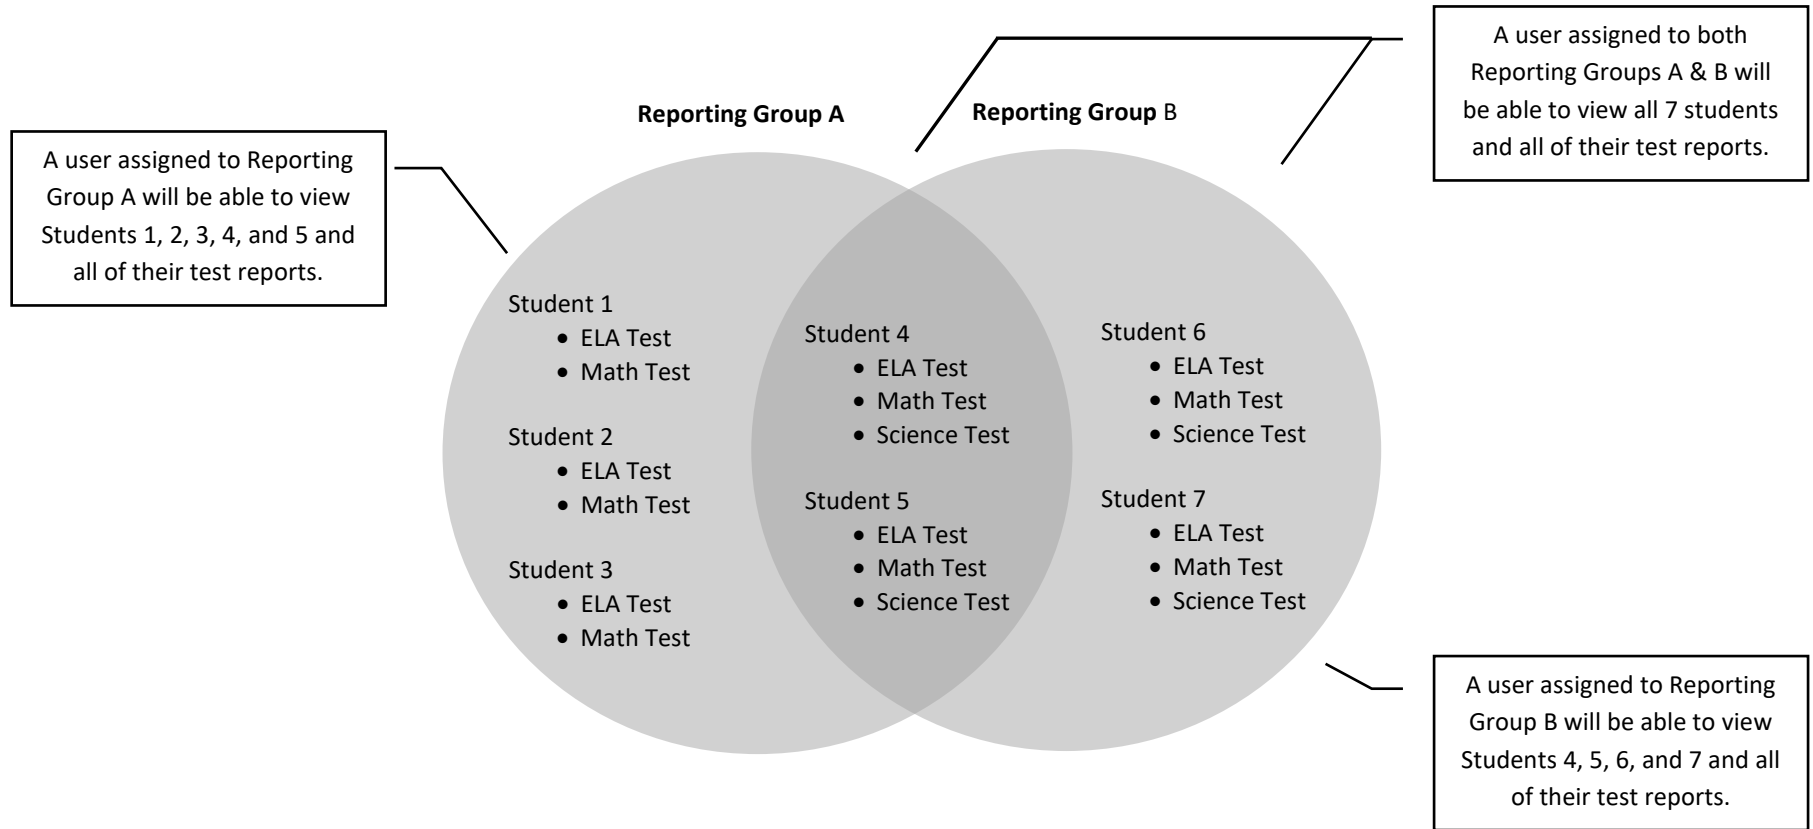 A user assigned to both
Reporting Groups A & B will
be able to view all 7 students
and all of their test reports.
Reporting Group A
Reporting Group B
A user assigned to Reporting
Group A will be able to view
Students 1, 2, 3, 4, and 5 and
all of their test reports.
Student 1
• ELA Test
• Math Test
Student 2
• ELA Test
• Math Test
Student 3
• ELA Test
• Math Test
Student 4
• ELA Test
• Math Test
• Science Test
Student 5
• ELA Test
• Math Test
• Science Test
Student 6
• ELA Test
• Math Test
• Science Test
Student 7
• ELA Test
• Math Test
• Science Test
A user assigned to Reporting
Group B will be able to view
Students 4, 5, 6, and 7 and all
of their test reports.